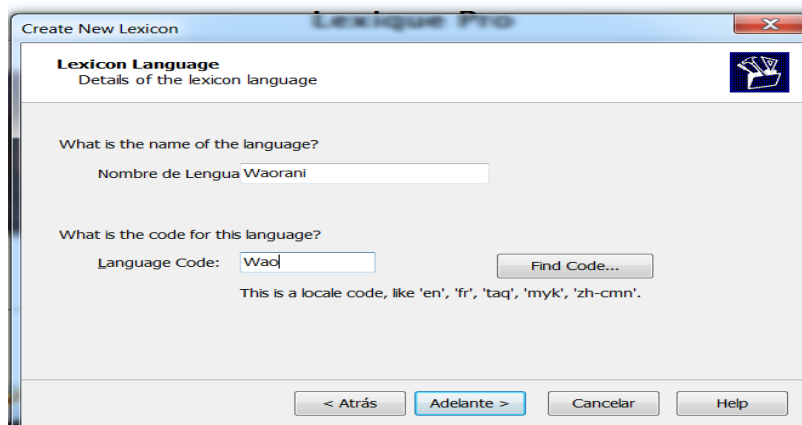 Lexique Pro
Create New Lexicon
Lexicon Language
Details of the lexicon language
What is the name of the language?
Nombre de Lengua Waorani
What is the code for this language?
Language Code: Wao Find Code...
This is a locale code, like 'en', 'fr', 'taq', 'myk', 'zh-cmn'.
< Atrás Adelante > Cancelar Help